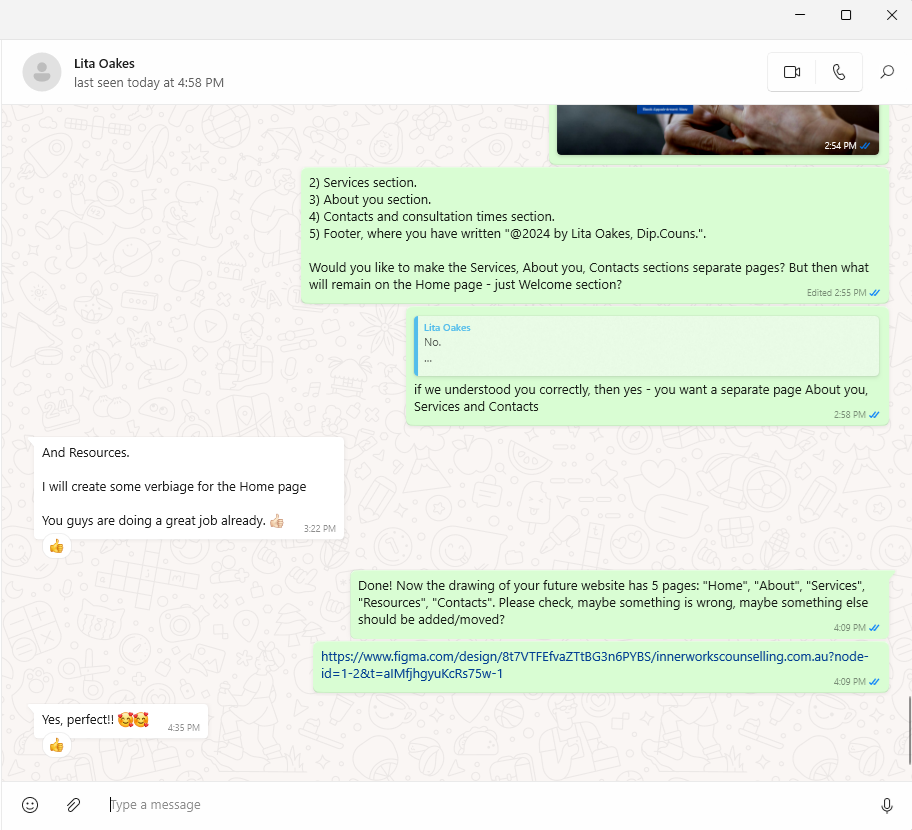 Lita Oakes
last seen today at 4:58 PM
2:54 PM
2) Services section.
3) About you section.
4) Contacts and consultation times section.
5) Footer, where you have written "@2024 by Lita Oakes, Dip.Couns.".
Would you like to make the Services, About you, Contacts sections separate pages? But then what
will remain on the Home page - just Welcome section?
Edited 2:55 PM
Lita Oakes
No.
...
if we understood you correctly, then yes - you want a separate page About you,
Services and Contacts
2:58 PM
And Resources.
I will create some verbiage for the Home page
You guys are doing a great job already. 👍🏻
3:22 PM
👍
Done! Now the drawing of your future website has 5 pages: "Home", "About", "Services",
"Resources", "Contacts". Please check, maybe something is wrong, maybe something else
should be added/moved?
4:09 PM
https://www.figma.com/design/8t7VTFEfvaZTtBG3n6PYBS/innerworkscounselling.com.au?node-
id=1-2&t=aIMfjhgyuKcRs75w-1
4:09 PM
Yes, perfect!! 🥰🥰
4:35 PM
👍
Type a message